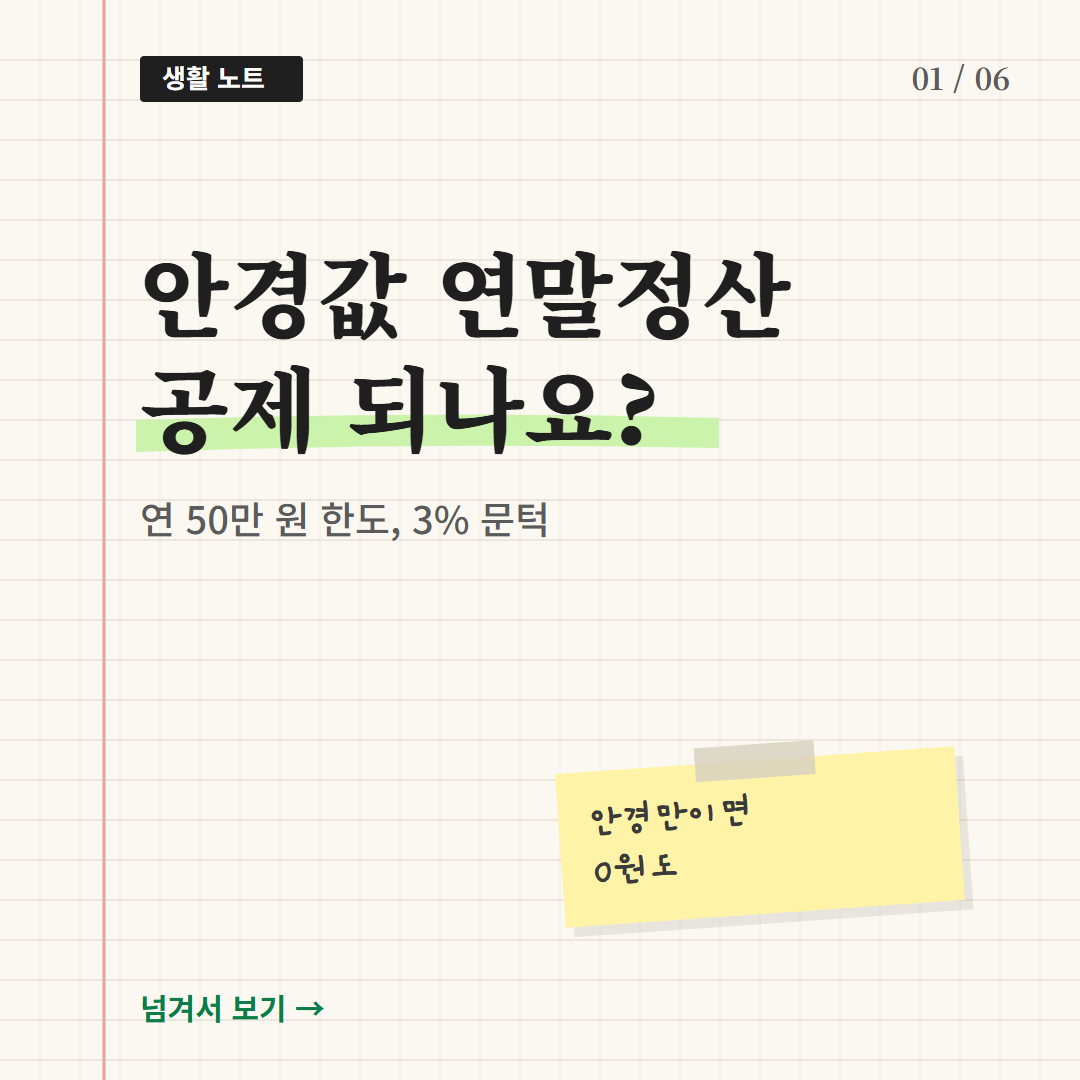 생활 노트
01 / 06
안경값 연말정산
공제 되나요?
연 50만 원 한도, 3% 문턱
안경만이면
0원도
넘겨서 보기 →